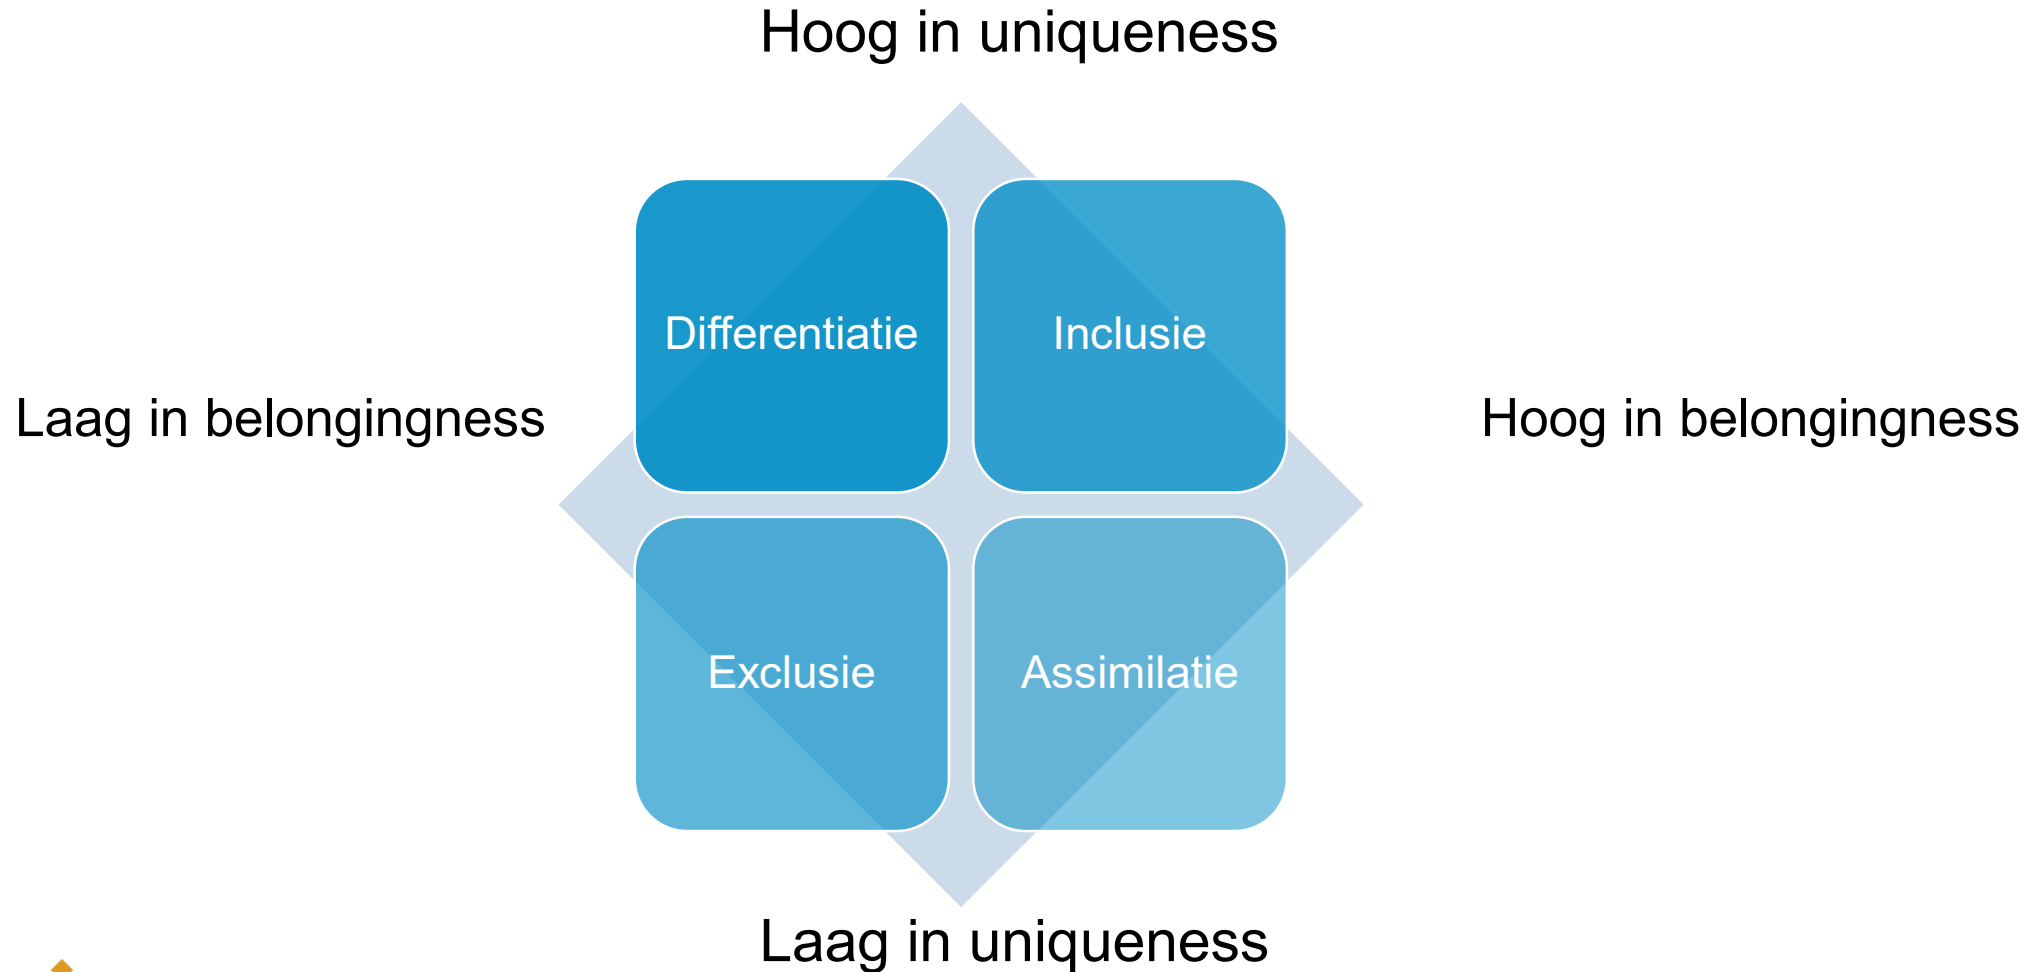 Hoog in uniqueness
Differentiatie
Inclusie
Laag in belongingness
Hoog in belongingness
Exclusie
Assimilatie
Laag in uniqueness